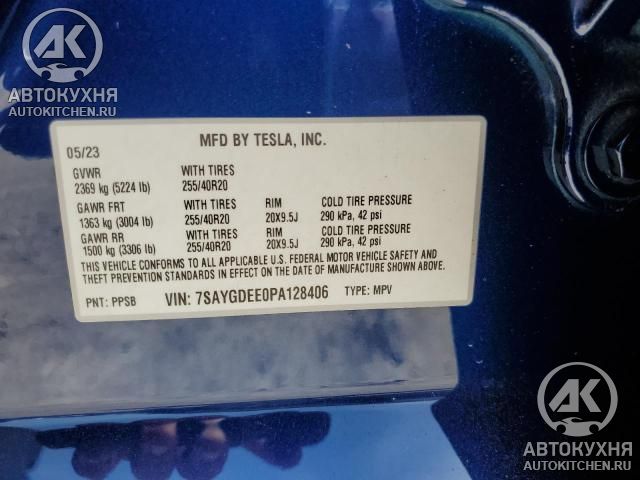 АК
АВТОКУХНЯ
AUTOKITCHEN.RU
MFD BY TESLA, INC.
05/23
GVWR WITH TIRES
2369 kg (5224 lb) 255/40R20
GAWR FRT WITH TIRES RIM COLD TIRE PRESSURE
1363 kg (3004 lb) 255/40R20 20X9.5J 290 kPa, 42 psi
GAWR RR WITH TIRES RIM COLD TIRE PRESSURE
1500 kg (3306 lb) 255/40R20 20X9.5J 290 kPa, 42 psi
THIS VEHICLE CONFORMS TO ALL APPLICABLE U.S. FEDERAL MOTOR VEHICLE SAFETY AND
THEFT PREVENTION STANDARDS IN EFFECT ON THE DATE OF MANUFACTURE SHOWN ABOVE.
PNT: PPSB VIN: 7SAYGDEE0PA128406 TYPE: MPV
АК
АВТОКУХНЯ
AUTOKITCHEN.RU